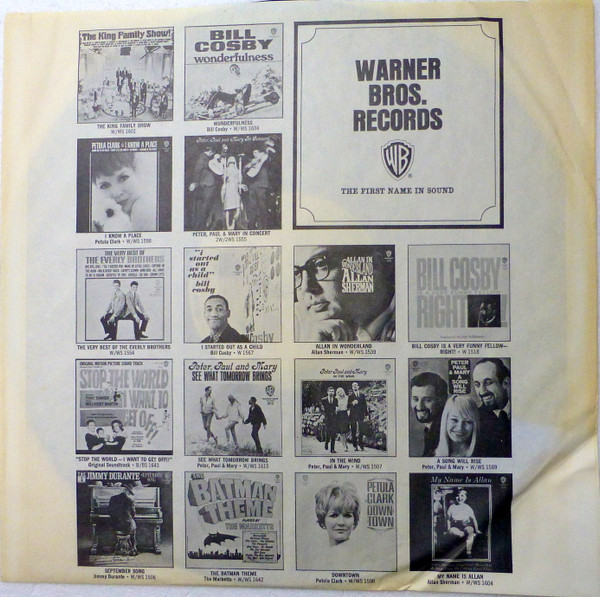 The King Family Show!
THE KING FAMILY SHOW
W/WS 1601
BILL
COSBY
wonderfulness
WONDERFULNESS
Bill Cosby • W/WS 1634
WARNER
BROS.
RECORDS
WB
THE FIRST NAME IN SOUND
PETULA CLARK • I KNOW A PLACE
I KNOW A PLACE
Petula Clark • W/WS 1598
Peter, Paul and Mary In Concert
PETER, PAUL & MARY IN CONCERT
2W/2WS 1555
THE VERY BEST OF
THE EVERLY BROTHERS
THE VERY BEST OF THE EVERLY BROTHERS
W/WS 1554
"i
started
out
as a
child"
bill
cosby
I STARTED OUT AS A CHILD
Bill Cosby • W 1567
ALLAN IN
WONDERLAND
ALLAN
SHERMAN
ALLAN IN WONDERLAND
Allan Sherman • W/WS 1539
BILL COSBY
RIGHT!
BILL COSBY IS A VERY FUNNY FELLOW—
RIGHT! • W 1518
ORIGINAL MOTION PICTURE SOUND TRACK
STOP THE WORLD
I WANT TO
GET OFF
"STOP THE WORLD—I WANT TO GET OFF!"
Original Soundtrack • B/BS 1643
Peter, Paul and Mary
SEE WHAT TOMORROW BRINGS
SEE WHAT TOMORROW BRINGS
Peter, Paul & Mary • W/WS 1615
Peter, Paul and Mary
IN THE WIND
IN THE WIND
Peter, Paul & Mary • W/WS 1507
PETER
PAUL
& MARY
A
SONG
WILL
RISE
A SONG WILL RISE
Peter, Paul & Mary • W/WS 1589
JIMMY DURANTE
SEPTEMBER SONG
Jimmy Durante • W/WS 1506
THE
BATMAN
THEME
PLAYED BY
THE MARKETTS
THE BATMAN THEME
The Marketts • W/WS 1642
PETULA
CLARK
DOWN
TOWN
DOWNTOWN
Petula Clark • W/WS 1590
My Name Is Allan
MY NAME IS ALLAN
Allan Sherman • W/WS 1604